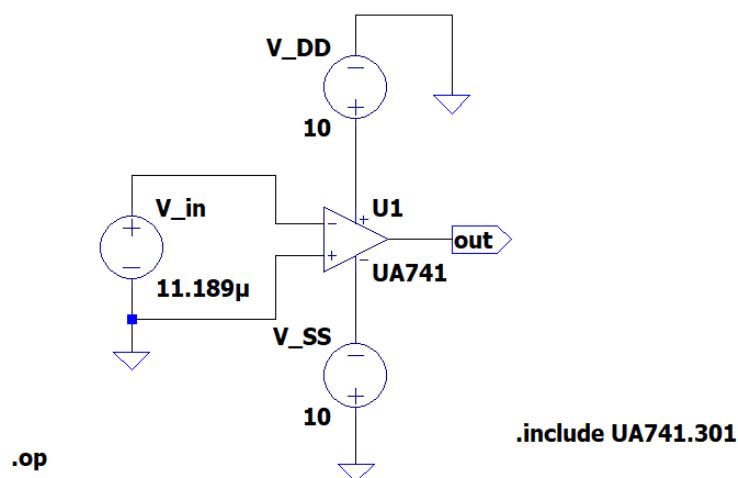 V_DD
−
+
10
V_in
+
−
11.189µ
U1
+
−
+
−
UA741
out
V_SS
−
+
10
.include UA741.301
.op